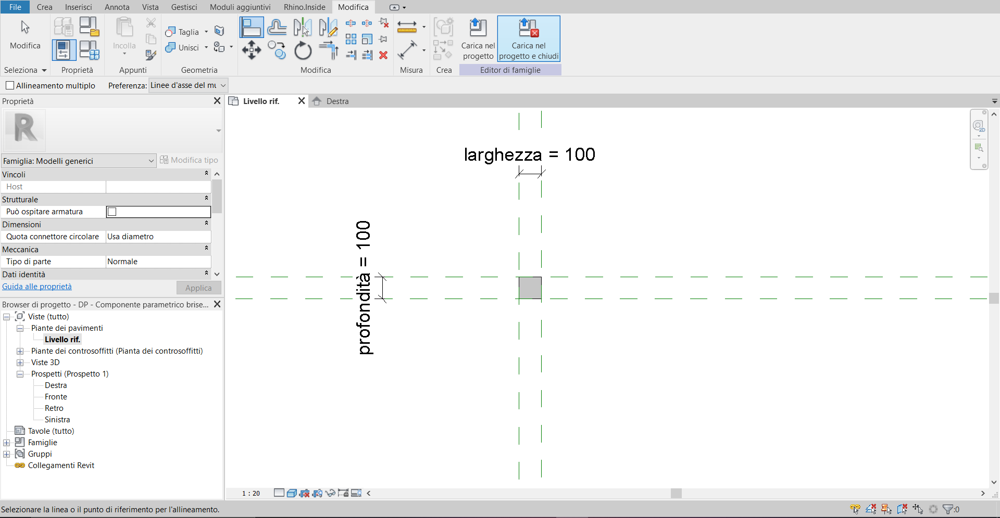 File Crea Inserisci Annota Vista Gestisci Moduli aggiuntivi Rhino.Inside Modifica
Modifica
Incolla
Taglia
Unisci
Carica nel
progetto
Carica nel
progetto e chiudi
Seleziona Proprietà Appunti Geometria Modifica Misura Crea Editor di famiglie
Allineamento multiplo Preferenza: Linee d'asse del mu
Proprietà
Livello rif. Destra
R
Famiglia: Modelli generici Modifica tipo
Vincoli
Host
Strutturale
Può ospitare armatura
Dimensioni
Quota connettore circolare Usa diametro
Meccanica
Tipo di parte Normale
Dati identità
Guida alle proprietà Applica
Browser di progetto - DP - Componente parametrico brise...
Viste (tutto)
Piante dei pavimenti
Livello rif.
Piante dei controsoffitti (Pianta dei controsoffitti)
Viste 3D
Prospetti (Prospetto 1)
Destra
Fronte
Retro
Sinistra
Tavole (tutto)
Famiglie
Gruppi
Collegamenti Revit
larghezza = 100
profondità = 100
2D
1 : 20
Selezionare la linea o il punto di riferimento per l'allineamento.
:0